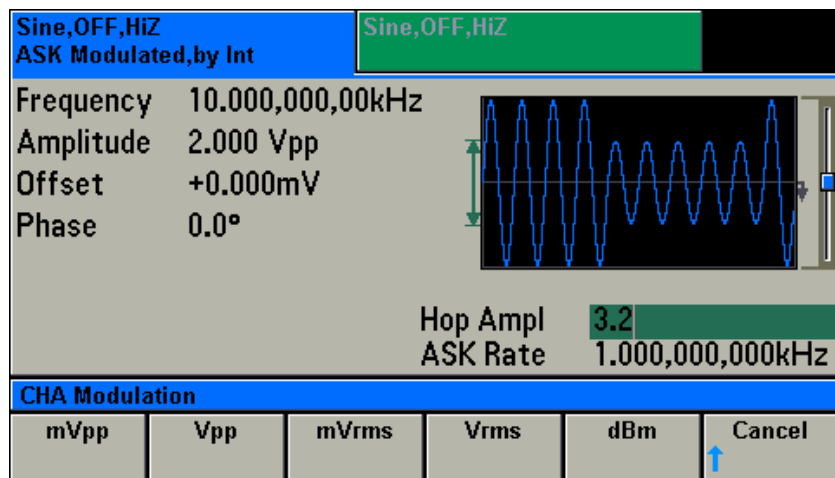 Sine,OFF,HiZ
ASK Modulated,by Int
Sine,OFF,HiZ
Frequency 10.000,000,00kHz
Amplitude 2.000 Vpp
Offset +0.000mV
Phase 0.0°
Hop Ampl 3.2
ASK Rate 1.000,00,000kHz
CHA Modulation
mVpp Vpp mVrms Vrms dBm Cancel